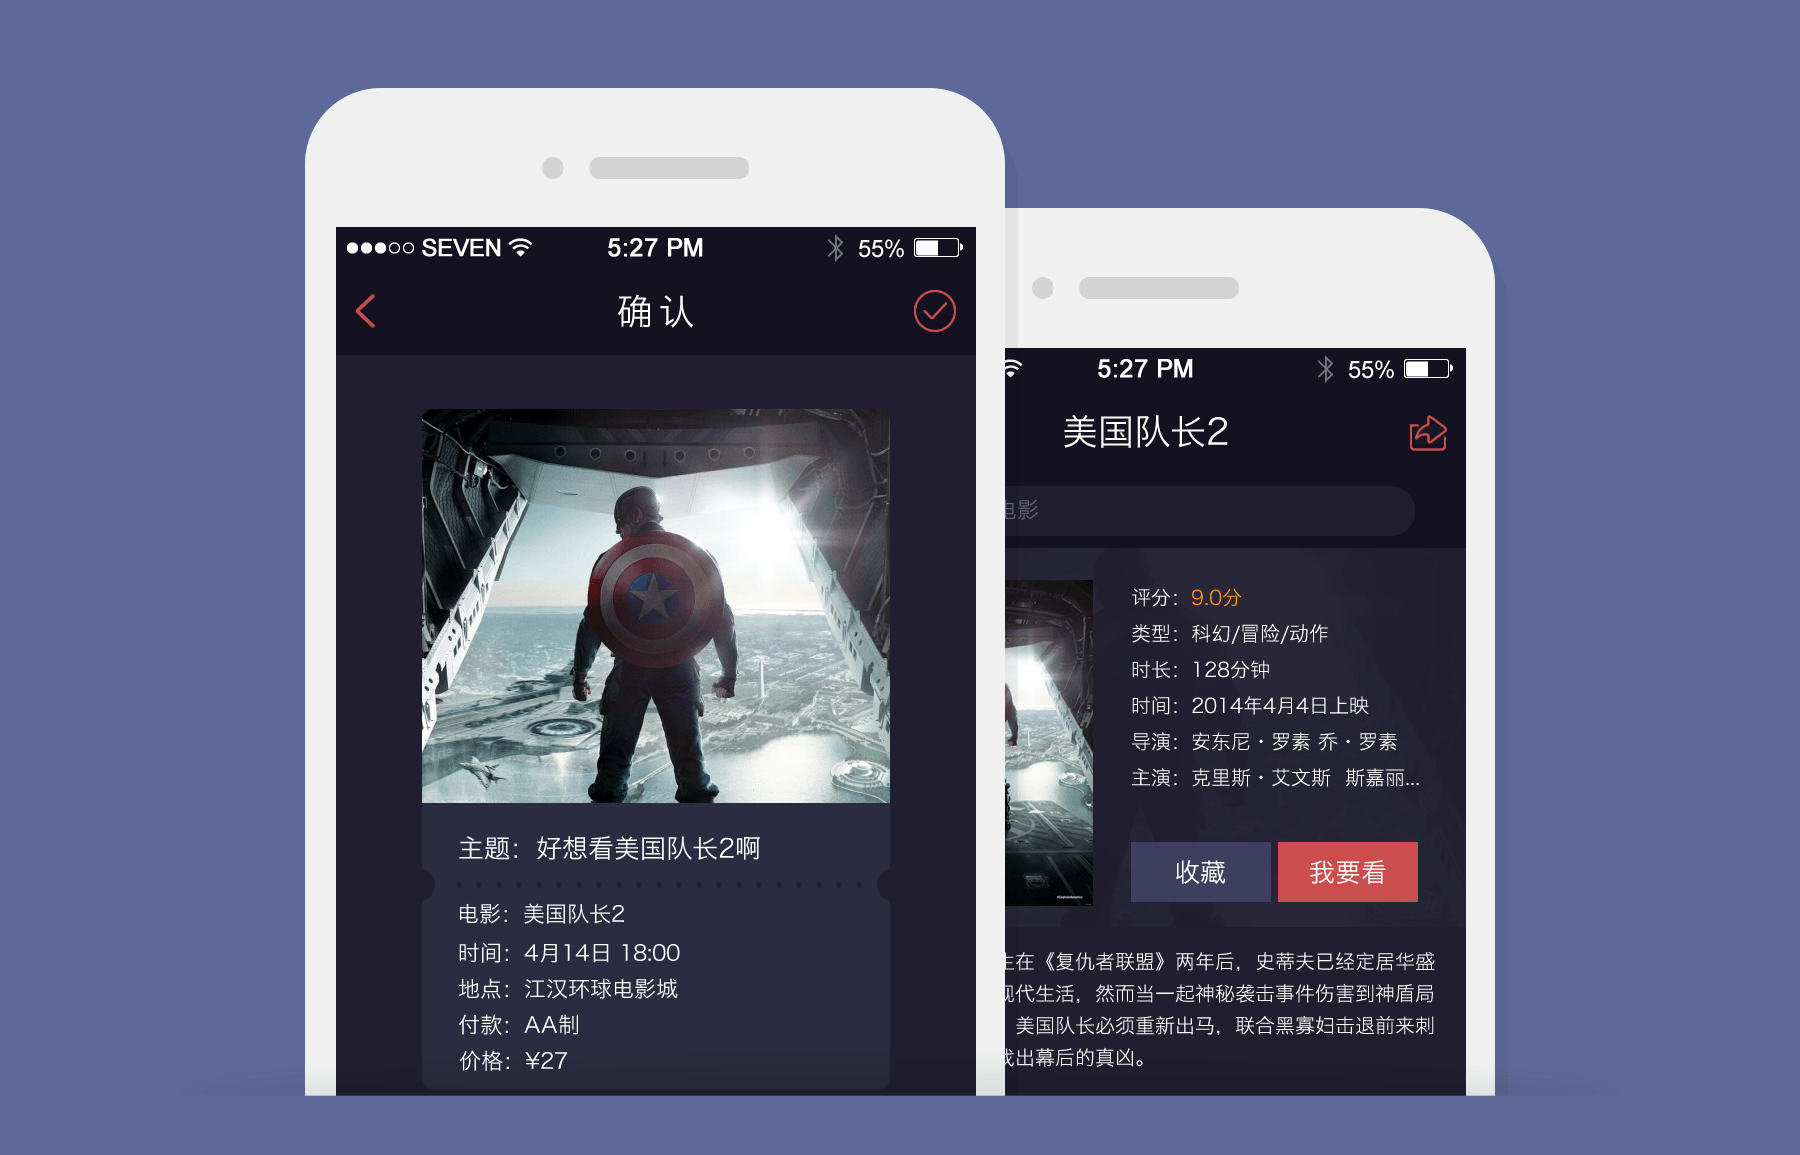 SEVEN 5:27 PM 55%
确认
主题：好想看美国队长2啊
电影：美国队长2
时间：4月14日 18:00
地点：江汉环球电影城
付款：AA制
价格：¥27
5:27 PM 55%
美国队长2
电影
评分：9.0分
类型：科幻/冒险/动作
时长：128分钟
时间：2014年4月4日上映
导演：安东尼·罗素 乔·罗素
主演：克里斯·艾文斯 斯嘉丽...
收藏
我要看
生在《复仇者联盟》两年后，史蒂夫已经定居华盛
现代生活，然而当一起神秘袭击事件伤害到神盾局
，美国队长必须重新出马，联合黑寡妇击退前来刺
找出幕后的真凶。